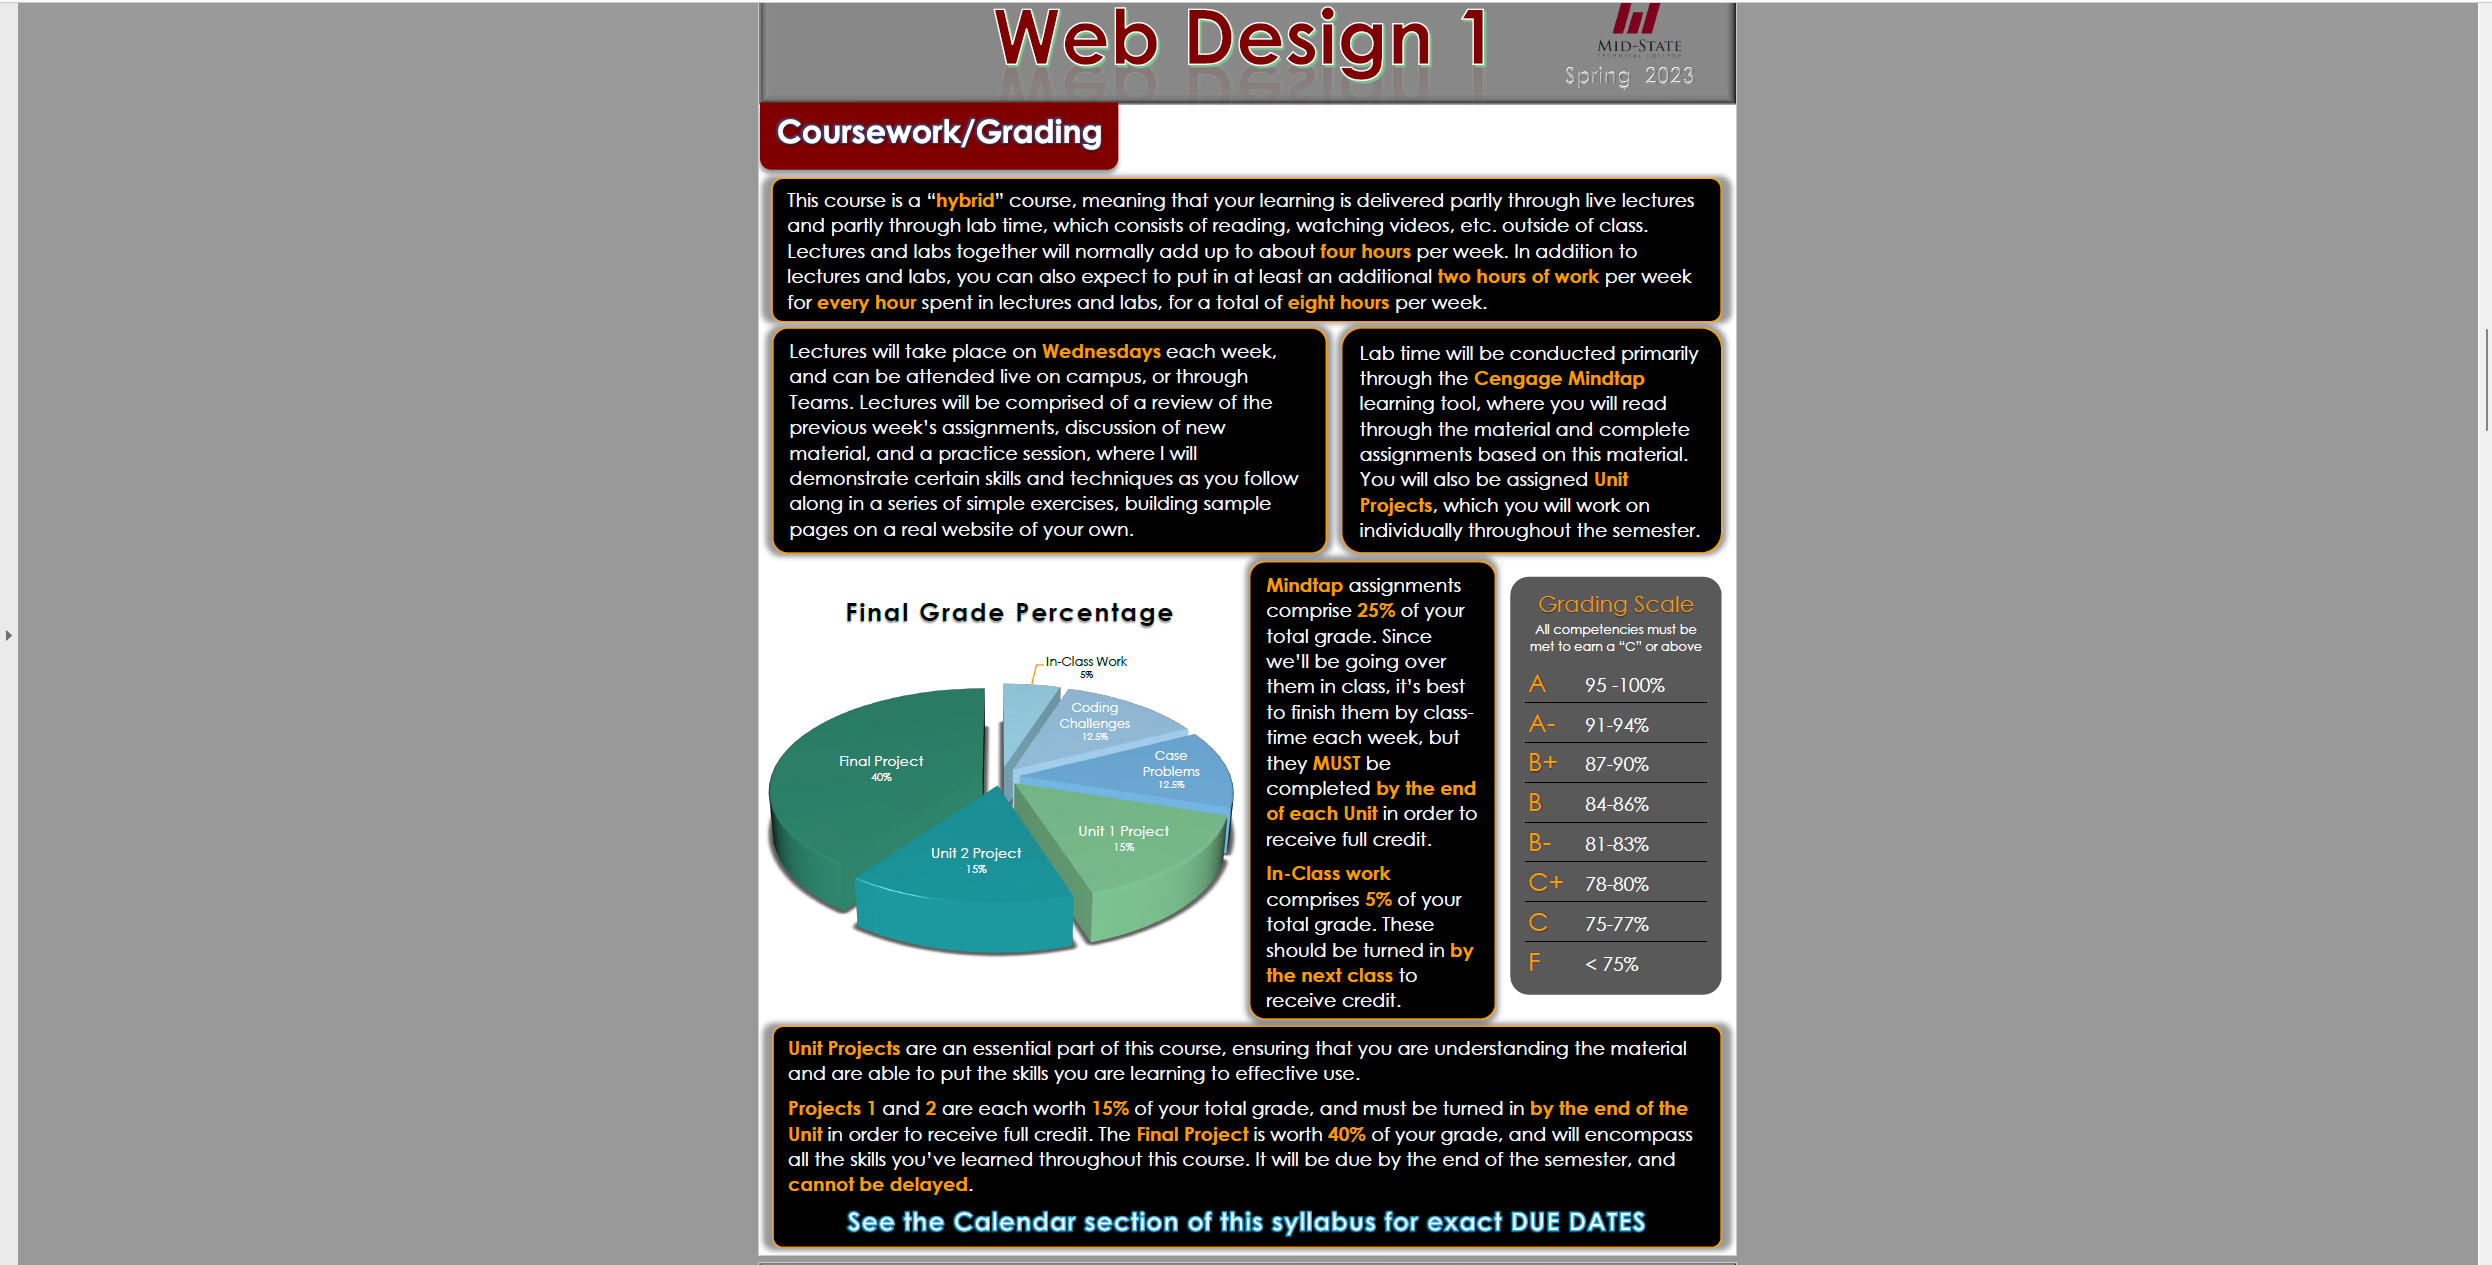 Web Design 1
MID-STATE
TECHNICAL COLLEGE
Spring 2023
Coursework/Grading
This course is a “hybrid” course, meaning that your learning is delivered partly through live lectures
and partly through lab time, which consists of reading, watching videos, etc. outside of class.
Lectures and labs together will normally add up to about four hours per week. In addition to
lectures and labs, you can also expect to put in at least an additional two hours of work per week
for every hour spent in lectures and labs, for a total of eight hours per week.
Lectures will take place on Wednesdays each week,
and can be attended live on campus, or through
Teams. Lectures will be comprised of a review of the
previous week’s assignments, discussion of new
material, and a practice session, where I will
demonstrate certain skills and techniques as you follow
along in a series of simple exercises, building sample
pages on a real website of your own.
Lab time will be conducted primarily
through the Cengage Mindtap
learning tool, where you will read
through the material and complete
assignments based on this material.
You will also be assigned Unit
Projects, which you will work on
individually throughout the semester.
Final Grade Percentage
In-Class Work
5%
Coding
Challenges
12.5%
Case
Problems
12.5%
Unit 1 Project
15%
Unit 2 Project
15%
Final Project
40%
Mindtap assignments
comprise 25% of your
total grade. Since
we’ll be going over
them in class, it’s best
to finish them by class-
time each week, but
they MUST be
completed by the end
of each Unit in order to
receive full credit.
In-Class work
comprises 5% of your
total grade. These
should be turned in by
the next class to
receive credit.
Grading Scale
All competencies must be
met to earn a “C” or above
A 95 -100%
A- 91-94%
B+ 87-90%
B 84-86%
B- 81-83%
C+ 78-80%
C 75-77%
F < 75%
Unit Projects are an essential part of this course, ensuring that you are understanding the material
and are able to put the skills you are learning to effective use.
Projects 1 and 2 are each worth 15% of your total grade, and must be turned in by the end of the
Unit in order to receive full credit. The Final Project is worth 40% of your grade, and will encompass
all the skills you’ve learned throughout this course. It will be due by the end of the semester, and
cannot be delayed.
See the Calendar section of this syllabus for exact DUE DATES